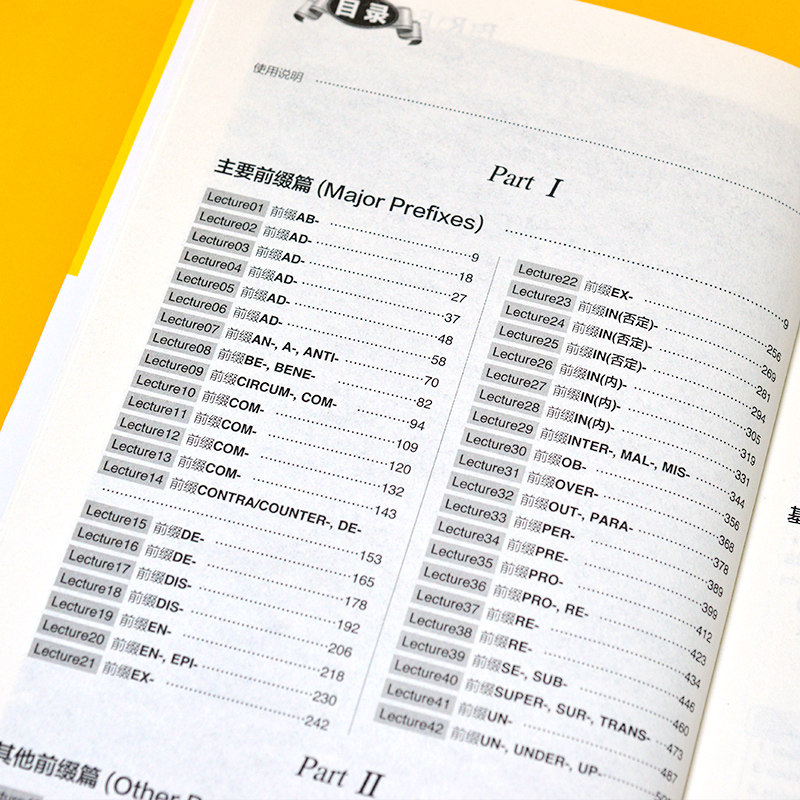 目录
使用说明
Part Ⅰ
主要前缀篇 (Major Prefixes) 9
Lecture01 前缀AB- 9
Lecture02 前缀AD- 18
Lecture03 前缀AD- 27
Lecture04 前缀AD- 37
Lecture05 前缀AD- 48
Lecture06 前缀AD- 58
Lecture07 前缀AN-, A-, ANTI- 70
Lecture08 前缀BE-, BENE- 82
Lecture09 前缀CIRCUM-, COM- 94
Lecture10 前缀COM- 109
Lecture11 前缀COM- 120
Lecture12 前缀COM- 132
Lecture13 前缀COM- 143
Lecture14 前缀CONTRA/COUNTER-, DE-
153
Lecture15 前缀DE- 165
Lecture16 前缀DE- 178
Lecture17 前缀DIS- 192
Lecture18 前缀DIS- 206
Lecture19 前缀EN- 218
Lecture20 前缀EN-, EPI- 230
Lecture21 前缀EX- 242
Lecture22 前缀EX- 256
Lecture23 前缀IN(否定)- 269
Lecture24 前缀IN(否定)- 281
Lecture25 前缀IN(否定)- 294
Lecture26 前缀IN(内)- 305
Lecture27 前缀IN(内)- 319
Lecture28 前缀IN(内)- 331
Lecture29 前缀INTER-, MAL-, MIS- 344
Lecture30 前缀OB- 356
Lecture31 前缀OVER- 368
Lecture32 前缀OUT-, PARA- 378
Lecture33 前缀PER- 389
Lecture34 前缀PRE- 399
Lecture35 前缀PRO- 412
Lecture36 前缀PRO-, RE- 423
Lecture37 前缀RE- 434
Lecture38 前缀RE- 446
Lecture39 前缀SE-, SUB- 460
Lecture40 前缀SUPER-, SUR-, TRANS- 473
Lecture41 前缀UN- 487
Lecture42 前缀UN-, UNDER-, UP-
Part Ⅱ
其他前缀篇 (Other